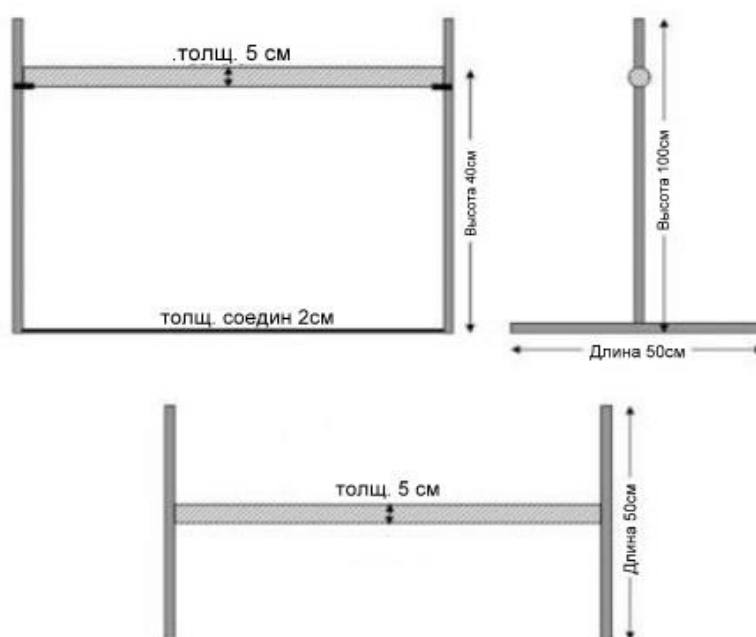 .толщ. 5 см
Высота 40см
Высота 100см
толщ. соедин 2см
Длина 50см
толщ. 5 см
Длина 50см